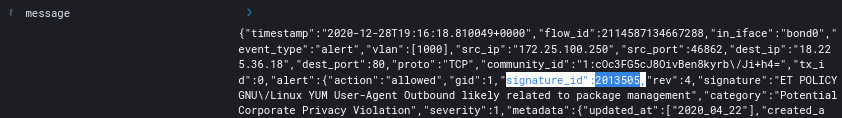 message
{"timestamp":"2020-12-28T19:16:18.810049+0000","flow_id":2114587134667288,"in_iface":"bond0","
event_type":"alert","vlan":[1000],"src_ip":"172.25.100.250","src_port":46862,"dest_ip":"18.22
5.36.18","dest_port":80,"proto":"TCP","community_id":"1:cOc3FG5cJ8OivBen8kyrb\/Ji+h4=","tx_i
d":0,"alert":{"action":"allowed","gid":1,"signature_id":2013505,"rev":4,"signature":"ET POLICY
GNU\/Linux YUM User-Agent Outbound likely related to package management","category":"Potential
Corporate Privacy Violation","severity":1,"metadata":{"updated_at":["2020_04_22"],"created_a